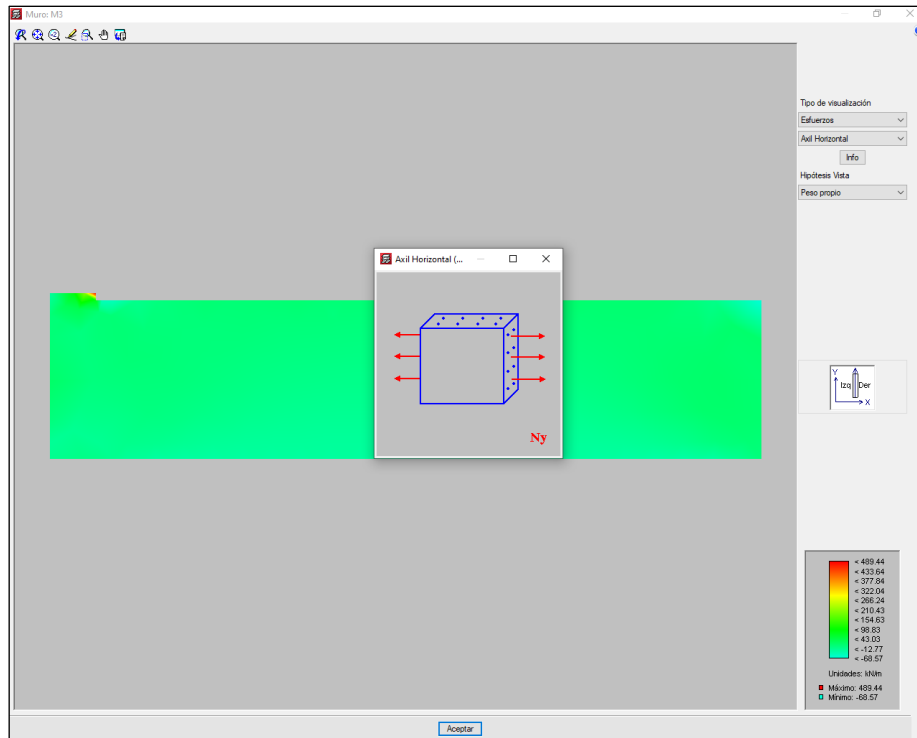 Muro: M3
Tipo de visualización
Esfuerzos
Axil Horizontal
Info
Hipótesis Vista
Peso propio
Axil Horizontal (...
Ny
Y
Izq
Der
X
< 489.44
< 433.64
< 377.84
< 322.04
< 266.24
< 210.43
< 154.63
< 98.83
< 43.03
< -12.77
< -68.57
Unidades: kN/m
Máximo: 489.44
Mínimo: -68.57
Aceptar